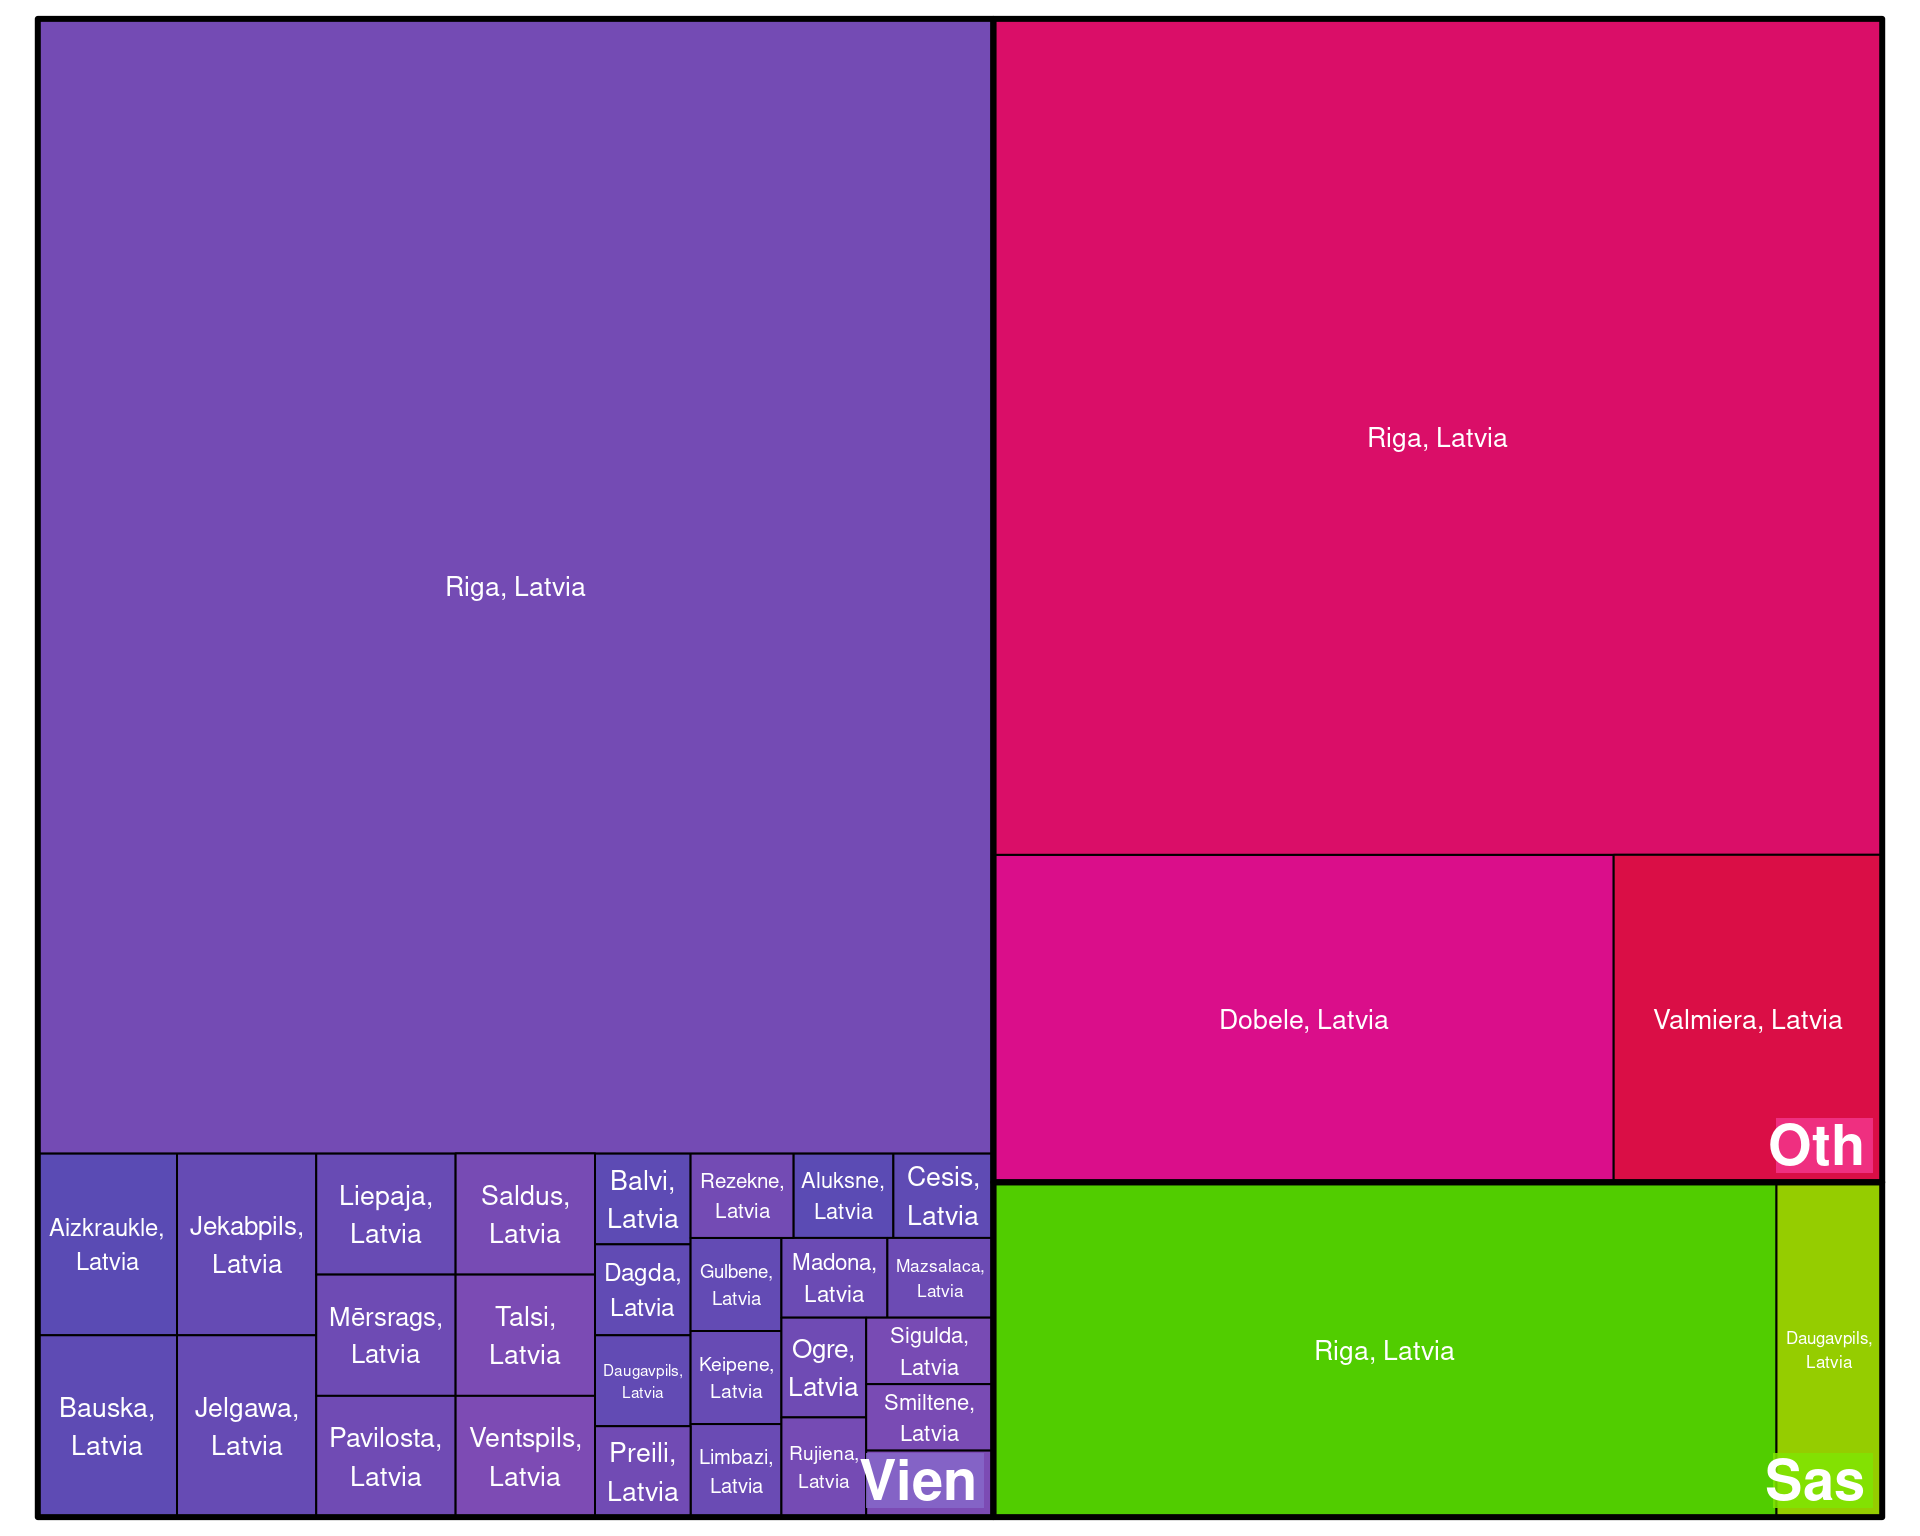 Riga, Latvia
Aizkraukle,
Latvia
Bauska,
Latvia
Jekabpils,
Latvia
Jelgawa,
Latvia
Liepaja,
Latvia
Mērsrags,
Latvia
Pavilosta,
Latvia
Saldus,
Latvia
Talsi,
Latvia
Ventspils,
Latvia
Balvi,
Latvia
Dagda,
Latvia
Daugavpils,
Latvia
Preili,
Latvia
Rezekne,
Latvia
Aluksne,
Latvia
Cesis,
Latvia
Gulbene,
Latvia
Keipene,
Latvia
Limbazi,
Latvia
Madona,
Latvia
Mazsalaca,
Latvia
Ogre,
Latvia
Rujiena,
Latvia
Sigulda,
Latvia
Smiltene,
Latvia
Vien
Riga, Latvia
Dobele, Latvia
Valmiera, Latvia
Oth
Riga, Latvia
Daugavpils,
Latvia
Sas